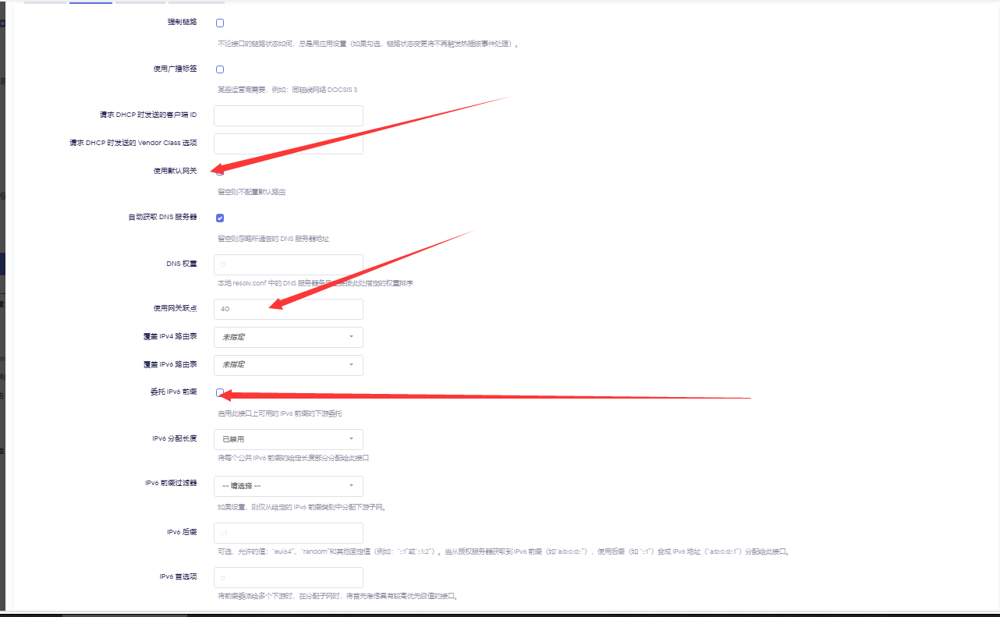 强制链路
不论接口的链路状态如何，总是用应用设置（如果勾选，链路状态变更将不再触发热插拔事件处理）。
使用广播标签
某些运营商需要，例如：同轴线网络 DOCSIS 3
请求 DHCP 时发送的客户端 ID
请求 DHCP 时发送的 Vendor Class 选项
使用默认网关
留空则不配置默认路由
自动获取 DNS 服务器
留空则忽略所通告的 DNS 服务器地址
DNS 权重
0
本地 resolv.conf 中的 DNS 服务器条目 按此处指定的权重排序
使用网关跃点
40
覆盖 IPv4 路由表
未指定
覆盖 IPv6 路由表
未指定
委托 IPv6 前缀
启用此接口上可用的 IPv6 前缀的下游委托
IPv6 分配长度
已禁用
将每个公共 IPv6 前缀的给定长度部分分配给此接口
IPv6 前缀过滤器
-- 请选择 --
如果设置，则仅从给定的 IPv6 前缀类别中分配下游子网。
IPv6 后缀
::1
可选，允许的值：“eui64”、“random”和其他固定值（例如：“::1”或“::1:2”）。当从授权服务器获取到 IPv6 前缀（如“a:b:c:d::”），使用后缀（如 “::1”）合成 IPv6 地址（“a:b:c:d::1”）分配给此接口。
IPv6 首选项
0
将前缀委派给多个下游时，在分配子网时，将首先考虑具有较高优先级值的接口。